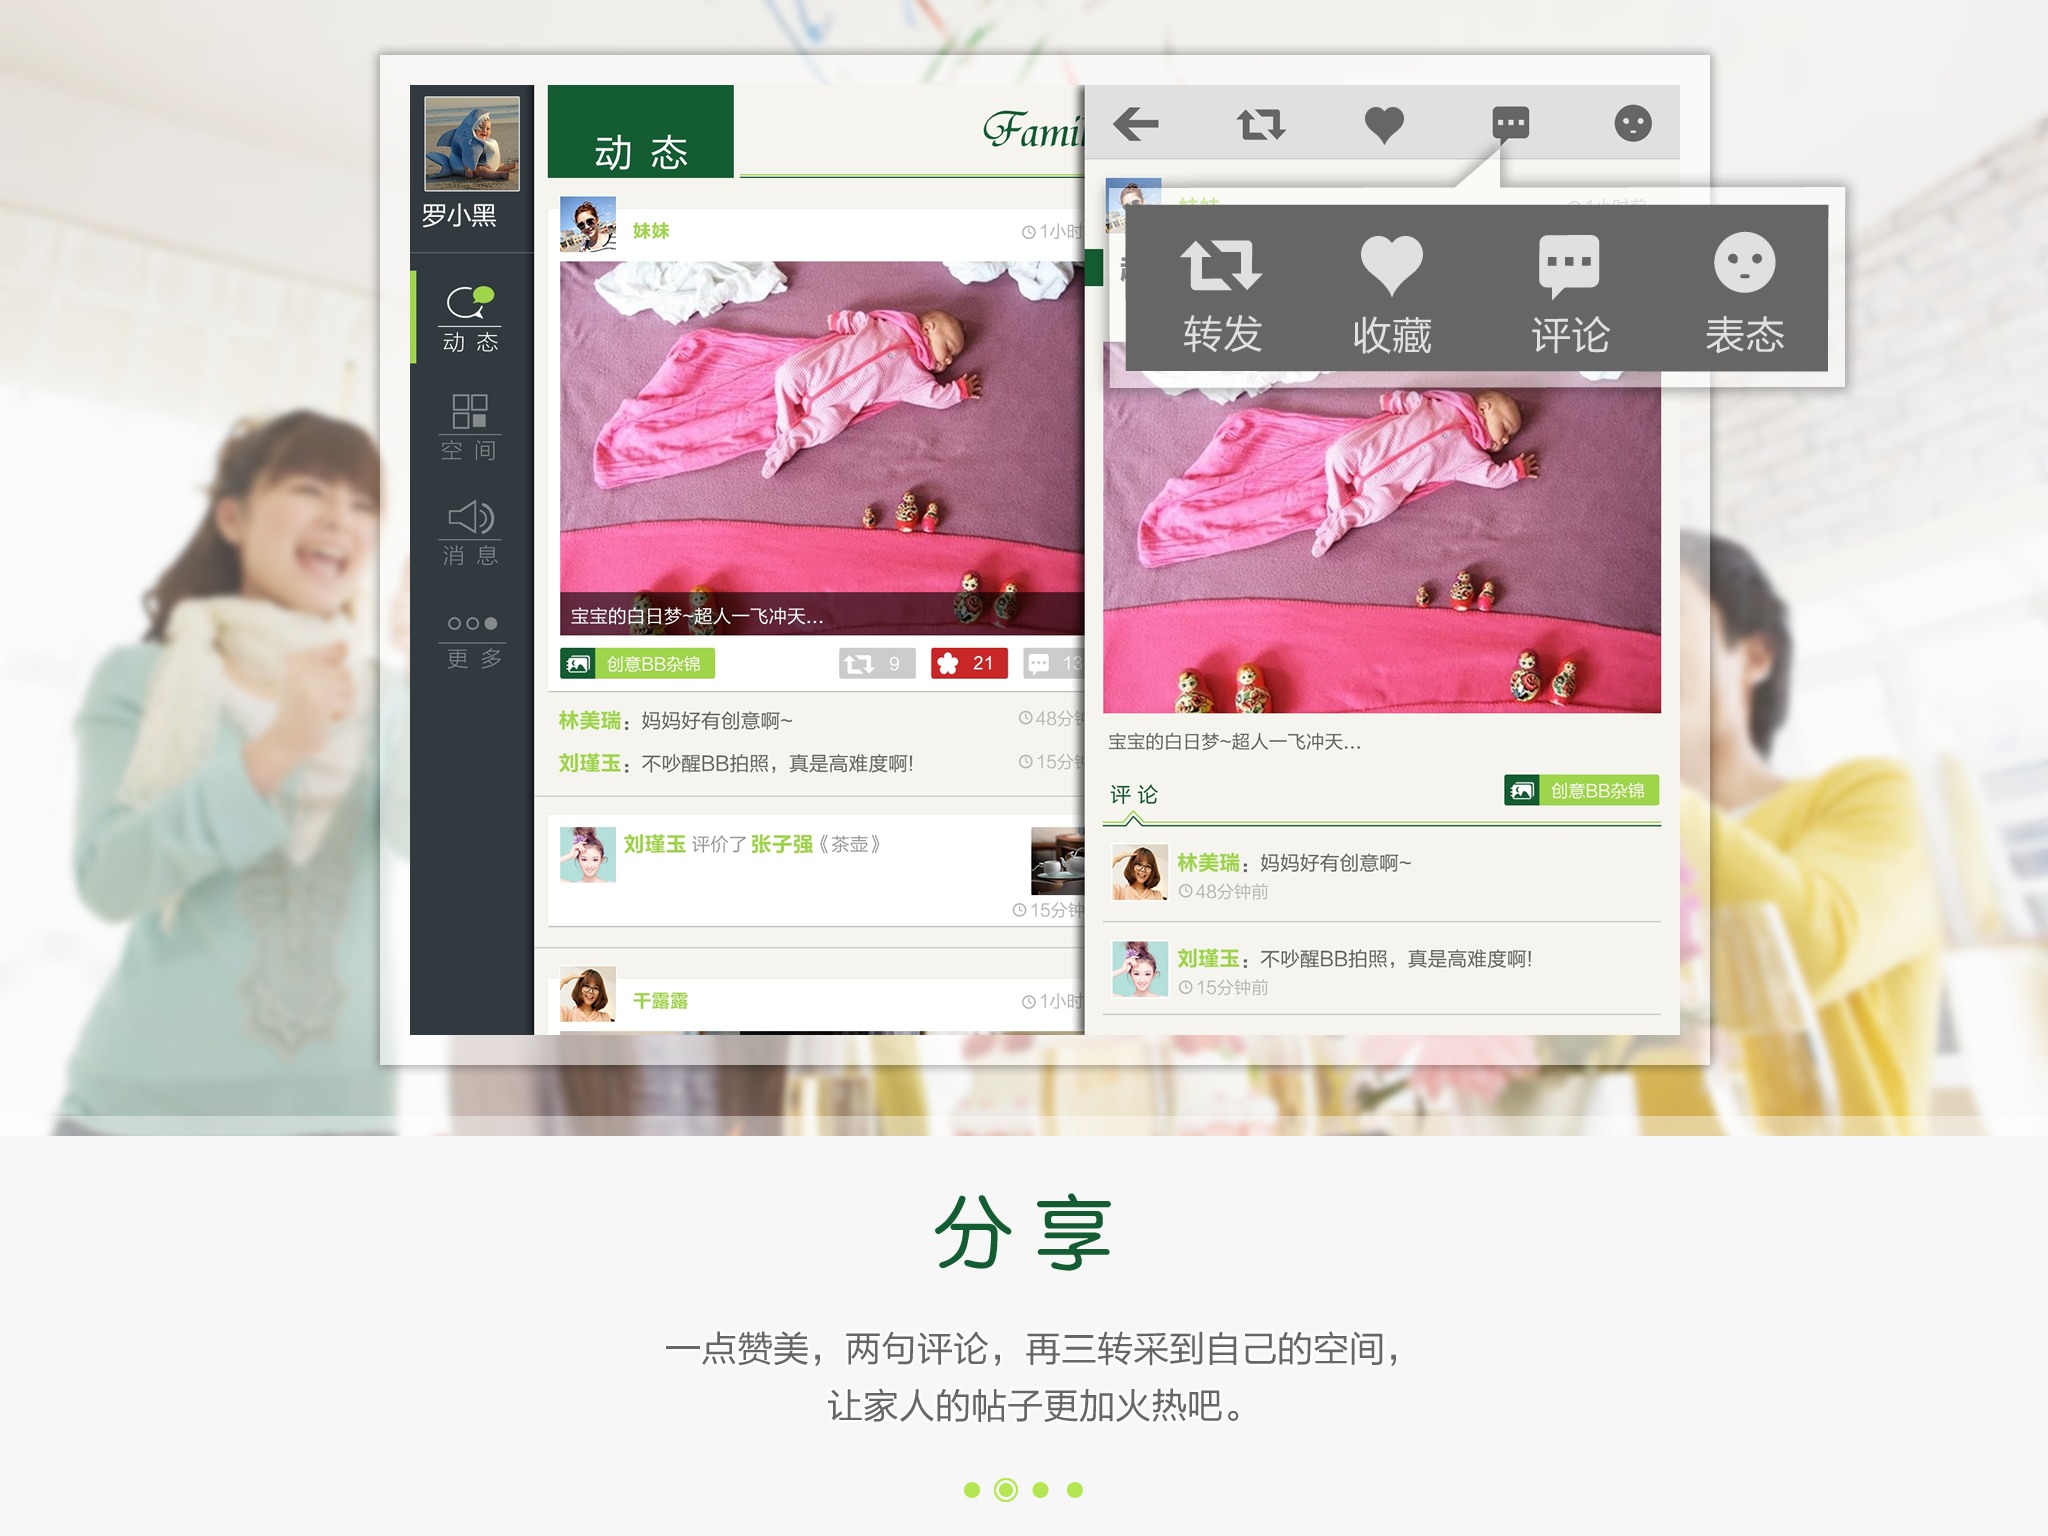 罗小黑
动态
空间
消息
更多
动态
Famil
妹妹
1小时
宝宝的白日梦~超人一飞冲天...
创意BB杂锦
9
21
13
林美瑞：妈妈好有创意啊~
48分钟
刘瑾玉：不吵醒BB拍照，真是高难度啊!
15分钟
刘瑾玉 评价了 张子强《茶壶》
15分钟
干露露
1小时
妹妹
1小时前
转发
收藏
评论
表态
宝宝的白日梦~超人一飞冲天...
评论
创意BB杂锦
林美瑞：妈妈好有创意啊~
48分钟前
刘瑾玉：不吵醒BB拍照，真是高难度啊!
15分钟前
分享
一点赞美，两句评论，再三转采到自己的空间，
让家人的帖子更加火热吧。